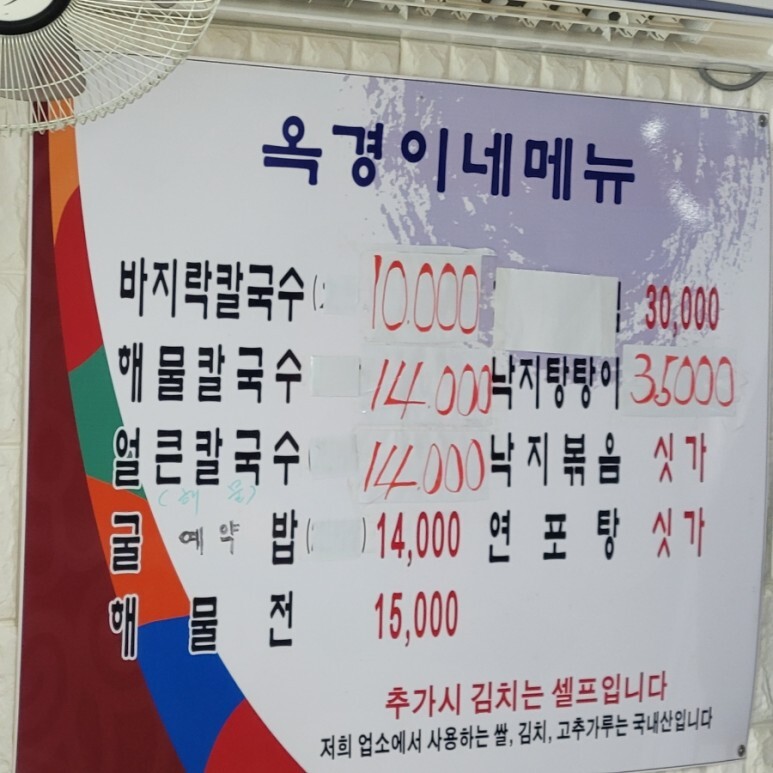 옥경이네메뉴
바지락칼국수 10.000 30,000
해물칼국수 14.000 낙지탕탕이 35000
얼큰칼국수 14.000 낙지볶음 싯가
(해물)
굴 예약 밥 14,000 연포탕 싯가
해물전 15,000
추가시 김치는 셀프입니다
저희 업소에서 사용하는 쌀, 김치, 고추가루는 국내산입니다